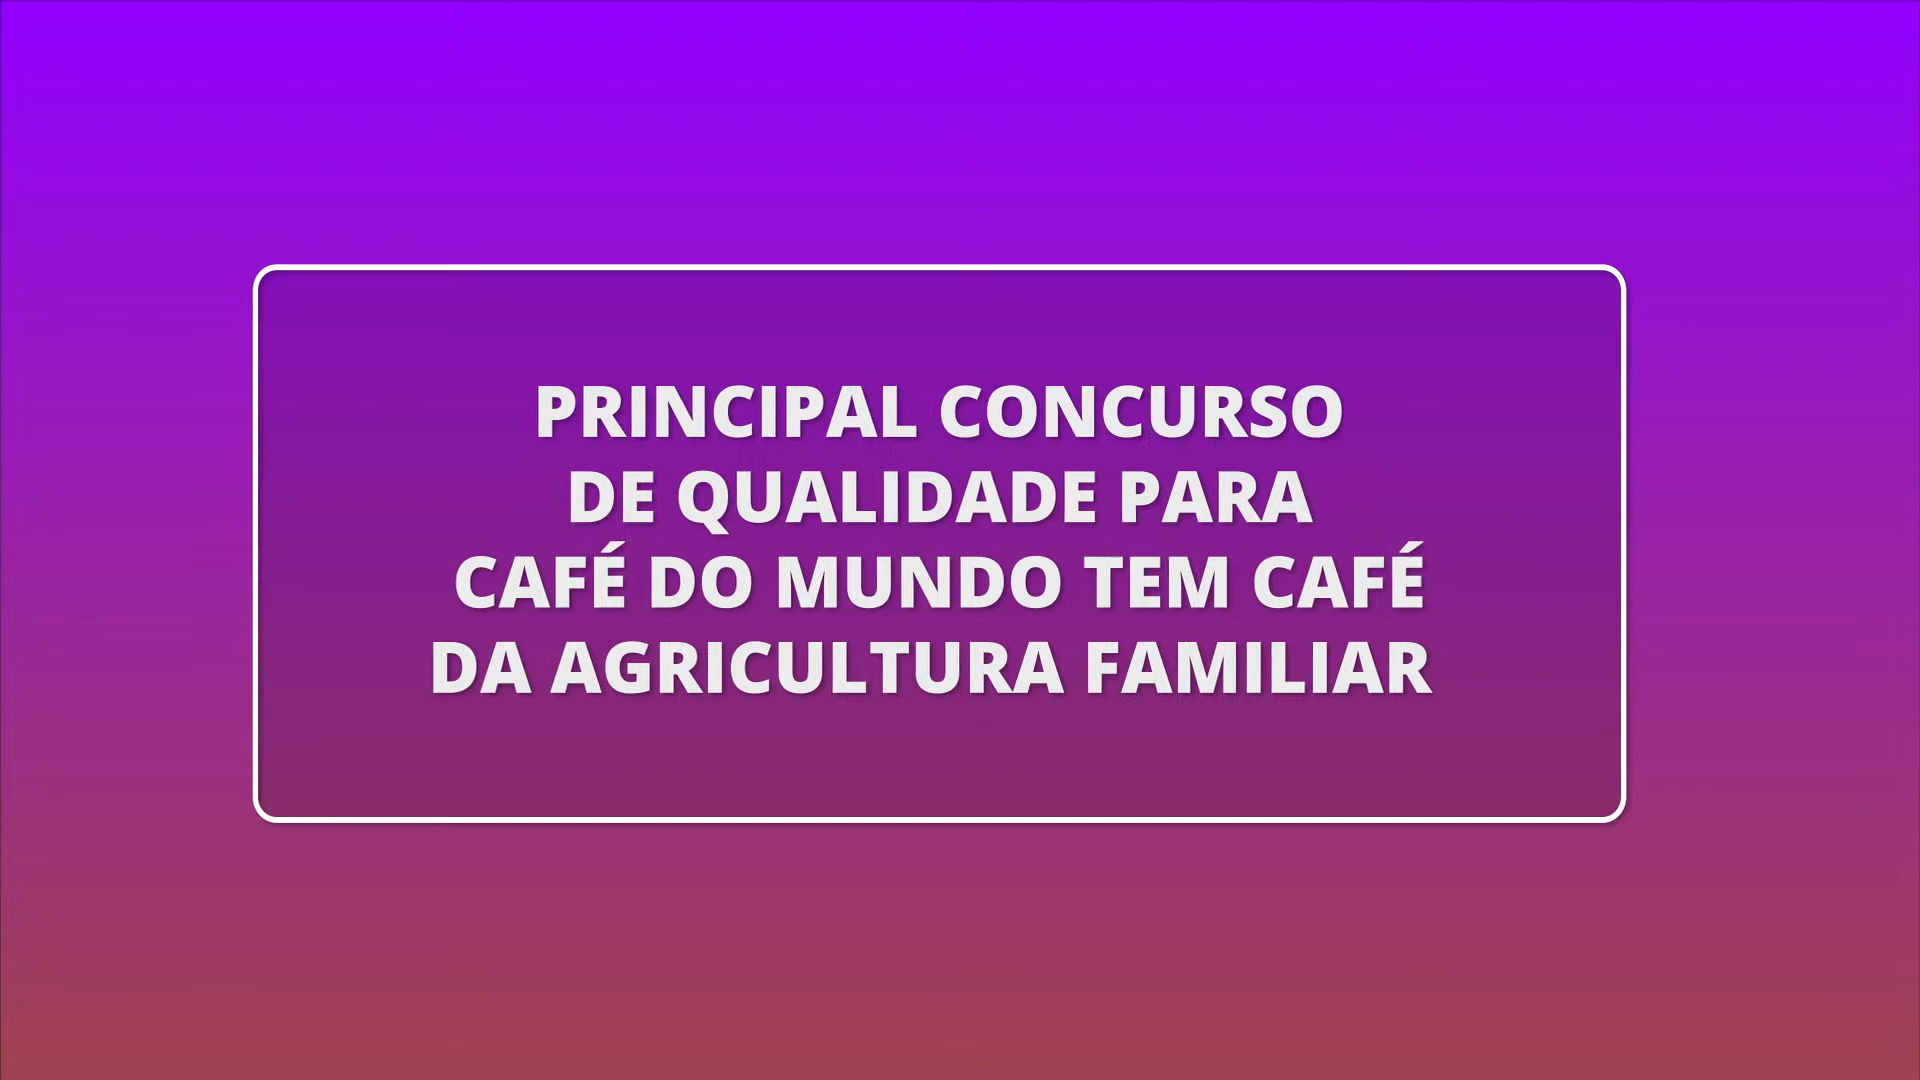 PRINCIPAL CONCURSO
DE QUALIDADE PARA
CAFÉ DO MUNDO TEM CAFÉ
DA AGRICULTURA FAMILIAR